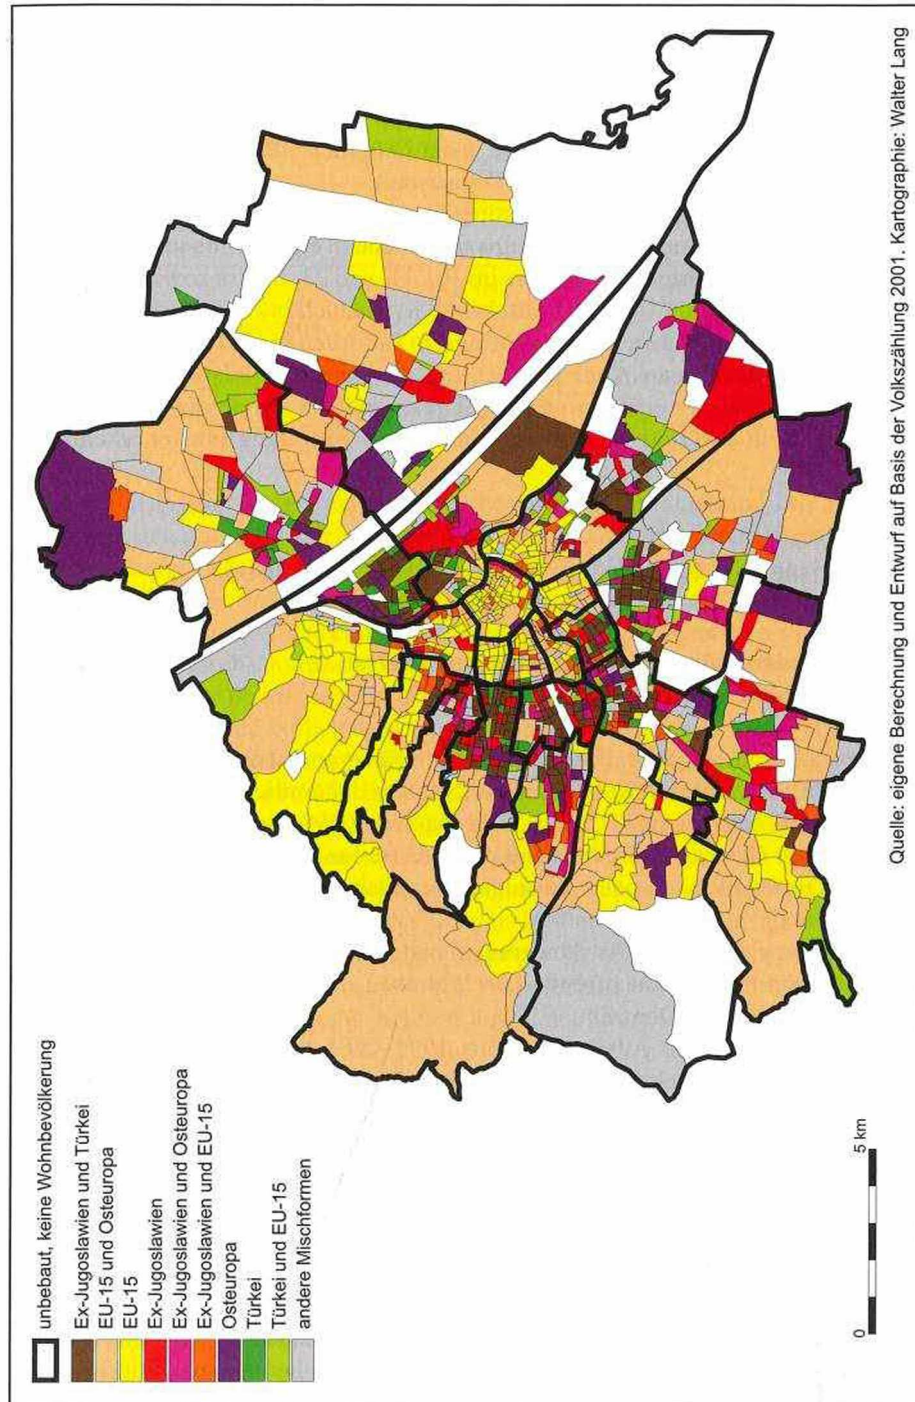 unbebaut, keine Wohnbevölkerung
Ex-Jugoslawien und Türkei
EU-15 und Osteuropa
EU-15
Ex-Jugoslawien
Ex-Jugoslawien und Osteuropa
Ex-Jugoslawien und EU-15
Osteuropa
Türkei
Türkei und EU-15
andere Mischformen
0 5 km
Quelle: eigene Berechnung und Entwurf auf Basis der Volkszählung 2001. Kartographie: Walter Lang